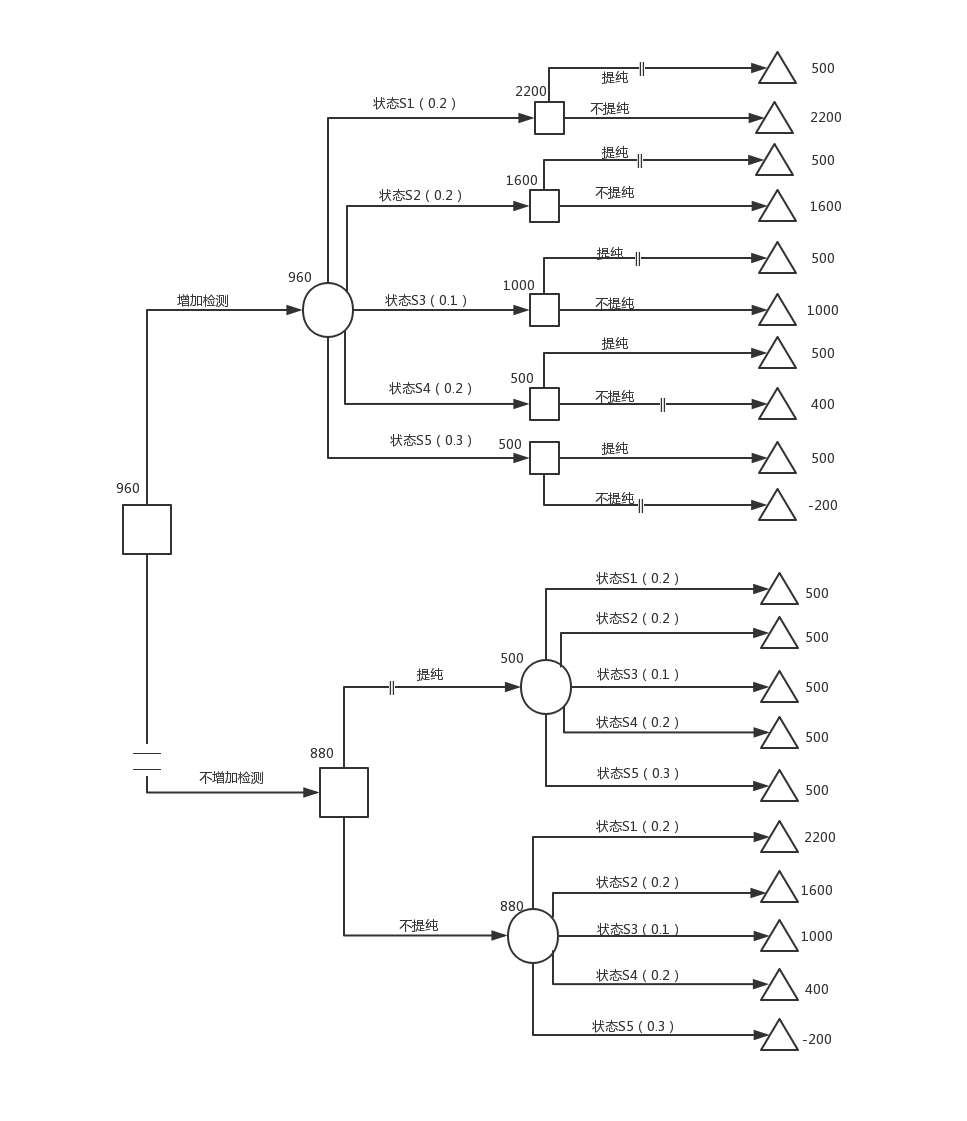 500
提纯
2200
状态S1（0.2）
不提纯
2200
提纯
500
1600
状态S2（0.2）
不提纯
1600
提纯
500
960
1000
增加检测
状态S3（0.1）
不提纯
1000
提纯
500
500
状态S4（0.2）
不提纯
400
状态S5（0.3）
500
提纯
500
960
不提纯
-200
状态S1（0.2）
500
状态S2（0.2）
500
500
提纯
状态S3（0.1）
500
状态S4（0.2）
500
880
不增加检测
状态S5（0.3）
500
状态S1（0.2）
2200
状态S2（0.2）
1600
880
不提纯
状态S3（0.1）
1000
状态S4（0.2）
400
状态S5（0.3）
-200